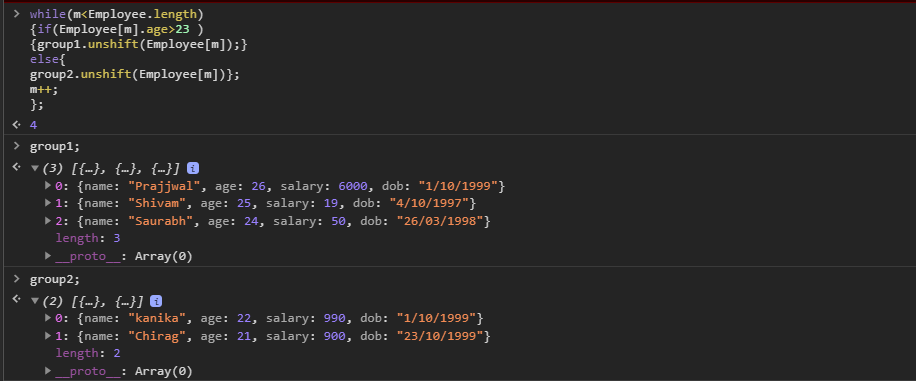 > while(m<Employee.length)
{if(Employee[m].age>23 )
{group1.unshift(Employee[m]);}
else{
group2.unshift(Employee[m])};
m++;
};
4
> group1;
▼(3) [{…}, {…}, {…}] i
▶0: {name: "Prajjwal", age: 26, salary: 6000, dob: "1/10/1999"}
▶1: {name: "Shivam", age: 25, salary: 19, dob: "4/10/1997"}
▶2: {name: "Saurabh", age: 24, salary: 50, dob: "26/03/1998"}
length: 3
▶__proto__: Array(0)
> group2;
▼(2) [{…}, {…}] i
▶0: {name: "kanika", age: 22, salary: 990, dob: "1/10/1999"}
▶1: {name: "Chirag", age: 21, salary: 900, dob: "23/10/1999"}
length: 2
▶__proto__: Array(0)